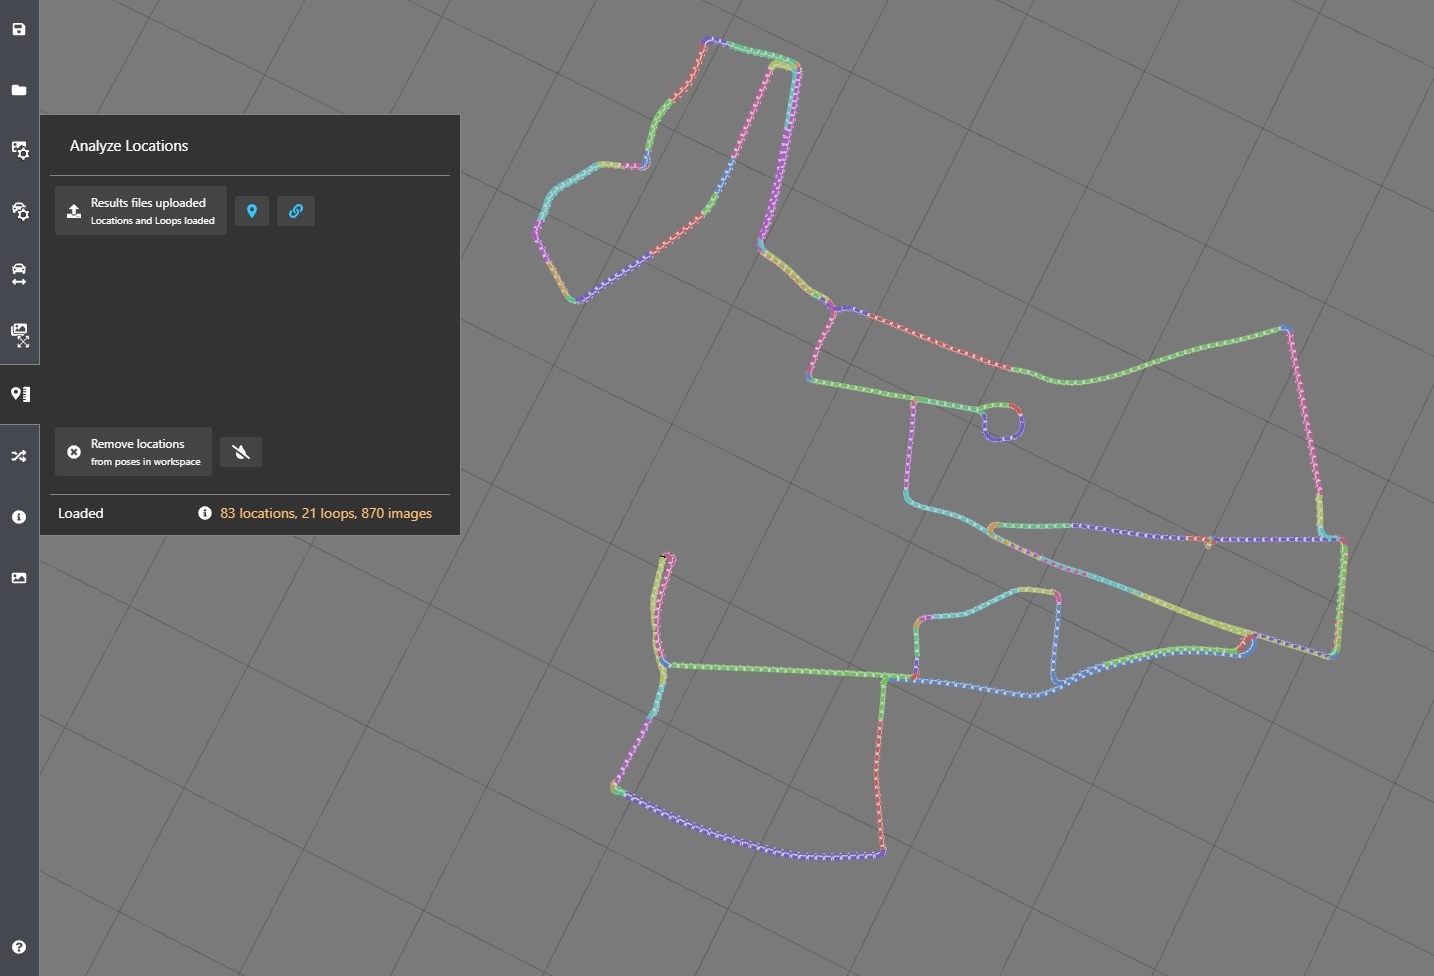 Analyze Locations
Results files uploaded
Locations and Loops loaded
Remove locations
from poses in workspace
Loaded
83 locations, 21 loops, 870 images